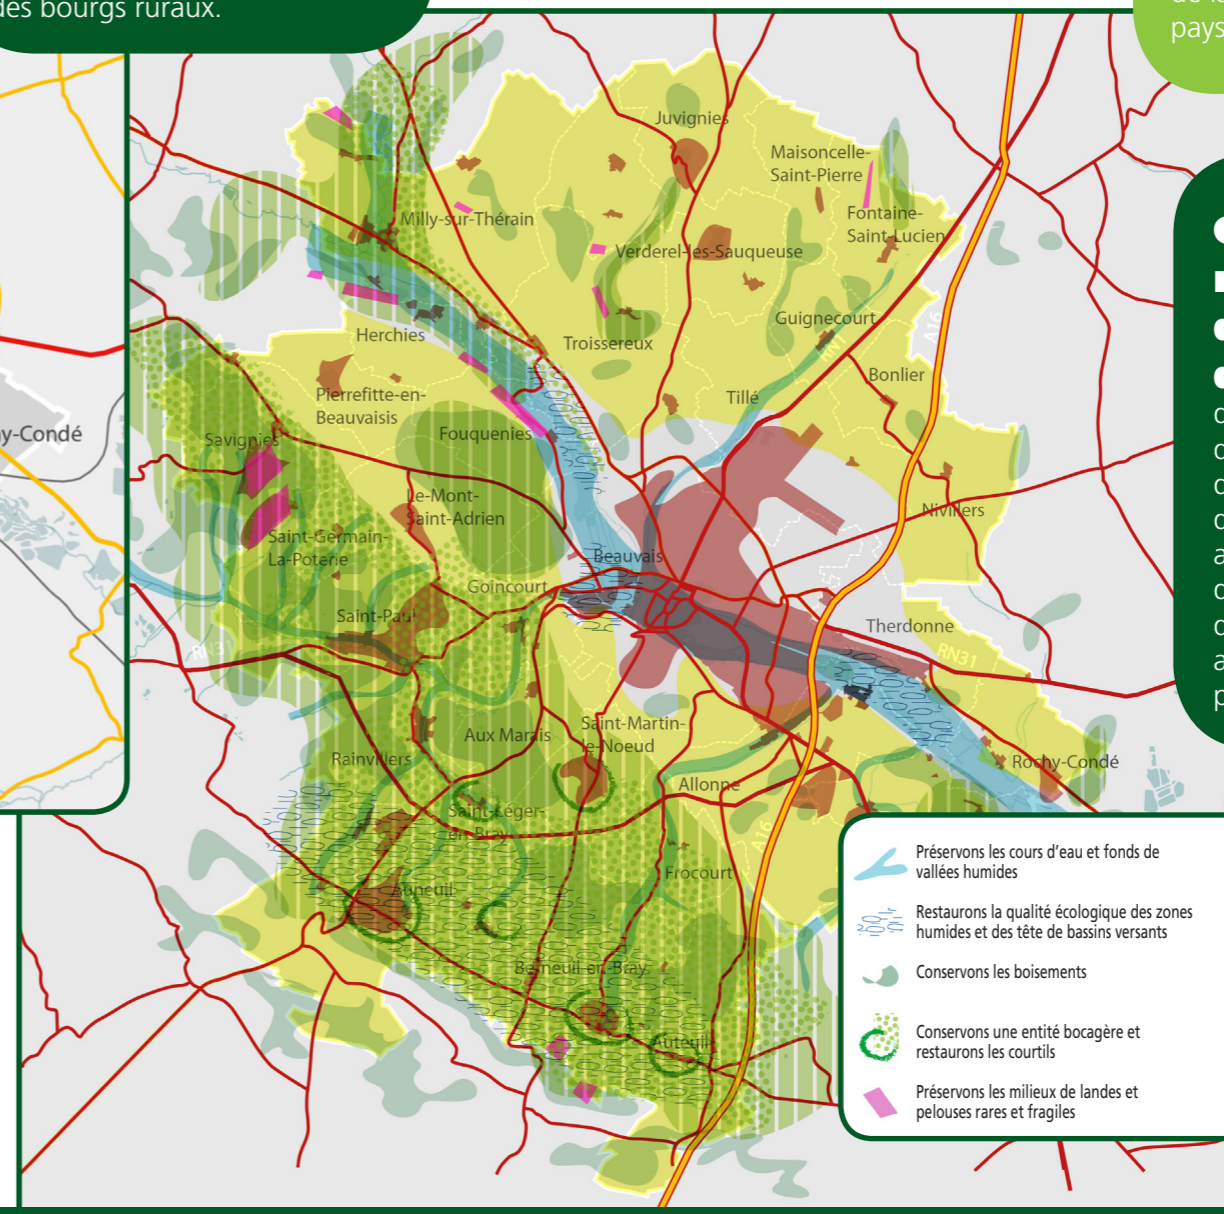 des bourgs ruraux.
pays
y-Condé
Juvignies
Maisoncelle-
Saint-Pierre
Fontaine-
Saint-Lucien
Milly-sur-Thérain
Verderel-les-Sauqueuse
Guignecourt
A16
Herchies
Troissereux
Bonlier
Pierrefitte-en-
Beauvaisis
Tillé
Savignies
Fouquenies
Le-Mont-
Saint-Adrien
Nivillers
Saint-Germain-
La-Poterie
Beauvais
Goincourt
Saint-Paul
Therdonne
RN31
RN31
Saint-Martin-
le-Noeud
Aux Marais
Rainvillers
Rochy-Condé
Allonne
Saint-Léger-
en-Bray
A16
Frocourt
Auneuil
Berneuil-en-Bray
Auteuil
Préservons les cours d'eau et fonds de
vallées humides
Restaurons la qualité écologique des zones
humides et des tête de bassins versants
Conservons les boisements
Conservons une entité bocagère et
restaurons les courtils
Préservons les milieux de landes et
pelouses rares et fragiles